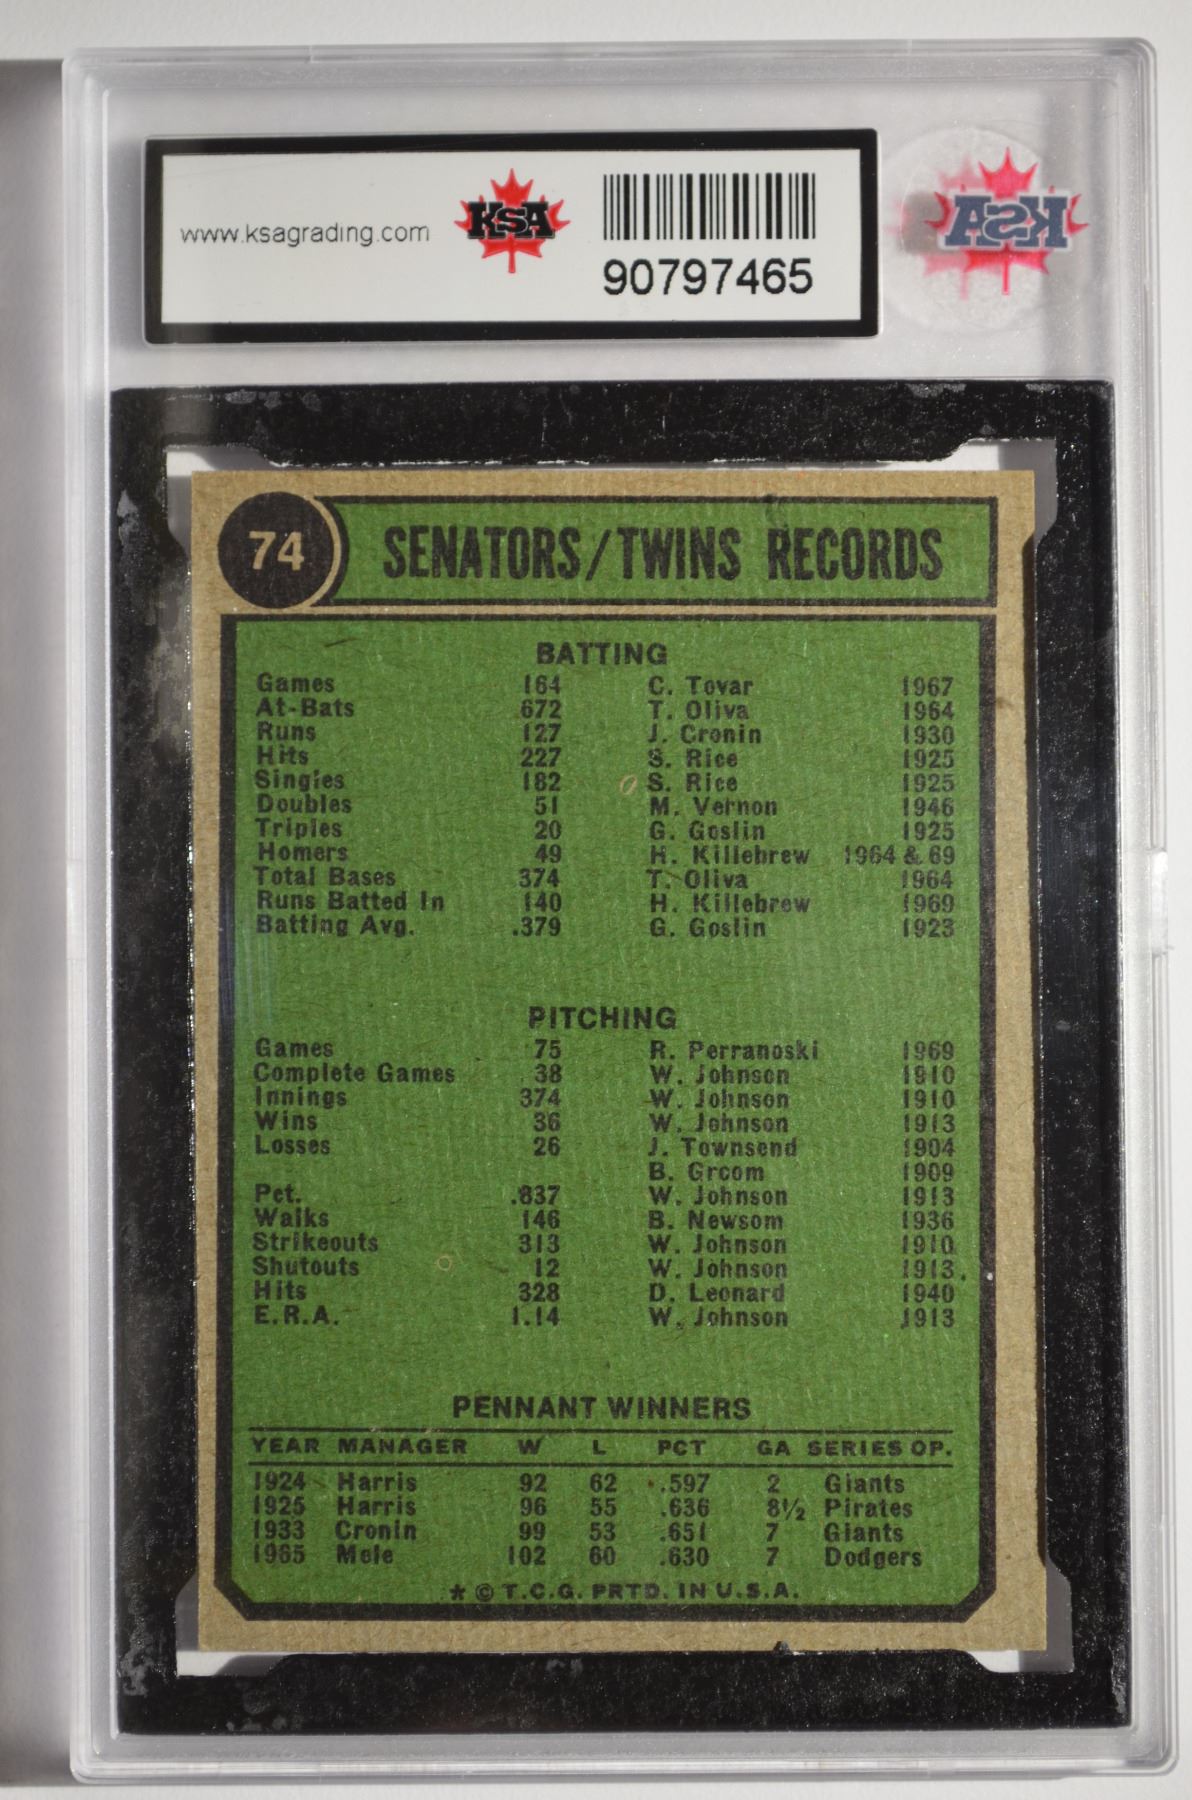 www.ksagrading.com
KSA
90797465
KSA
74
SENATORS/TWINS RECORDS
BATTING
Games 164 C. Tovar 1967
At-Bats 672 T. Oliva 1964
Runs 127 J. Cronin 1930
Hits 227 S. Rice 1925
Singles 182 S. Rice 1925
Doubles 51 M. Vernon 1946
Triples 20 G. Goslin 1925
Homers 49 H. Killebrew 1964 & 69
Total Bases 374 T. Oliva 1964
Runs Batted In 140 H. Killebrew 1969
Batting Avg. .379 G. Goslin 1923
PITCHING
Games 75 R. Perranoski 1969
Complete Games 38 W. Johnson 1910
Innings 374 W. Johnson 1910
Wins 36 W. Johnson 1913
Losses 26 J. Townsend 1904
B. Groom 1909
Pct. .837 W. Johnson 1913
Walks 146 B. Newsom 1936
Strikeouts 313 W. Johnson 1910
Shutouts 12 W. Johnson 1913
Hits 328 D. Leonard 1940
E.R.A. 1.14 W. Johnson 1913
PENNANT WINNERS
YEAR MANAGER W L PCT GA SERIES OP.
1924 Harris 92 62 .597 2 Giants
1925 Harris 96 55 .636 8½ Pirates
1933 Cronin 99 53 .651 7 Giants
1965 Mele 102 60 .630 7 Dodgers
* © T.C.G. PRTD. IN U.S.A.